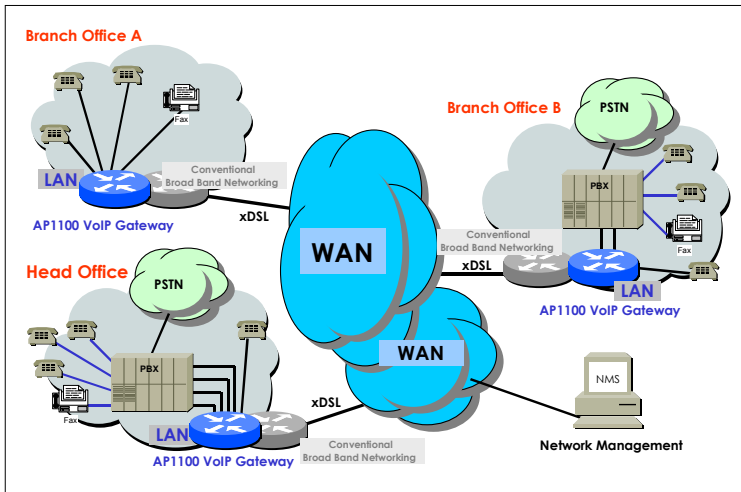 Branch Office A
Fax
LAN
Conventional
Broad Band Networking
AP1100 VoIP Gateway
xDSL
Branch Office B
PSTN
PBX
Fax
Conventional
Broad Band Networking
xDSL
LAN
AP1100 VoIP Gateway
WAN
WAN
Head Office
PSTN
PBX
Fax
LAN
AP1100 VoIP Gateway
xDSL
Conventional
Broad Band Networking
NMS
Network Management